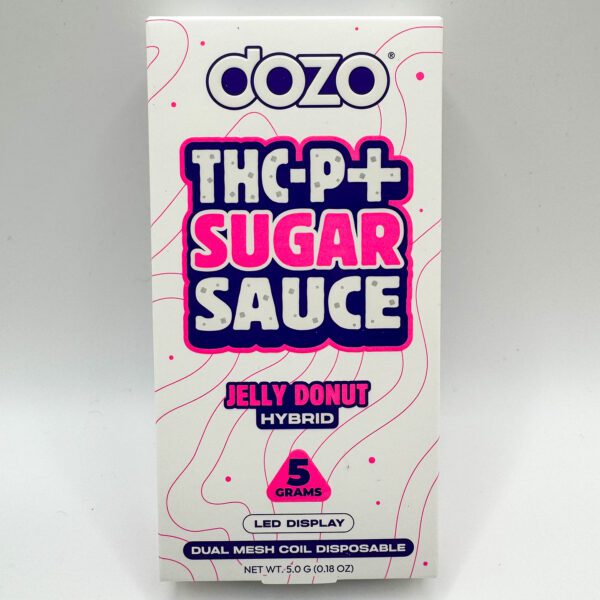 dozo®
THC-P+
SUGAR
SAUCE
JELLY DONUT
HYBRID
5
GRAMS
LED DISPLAY
DUAL MESH COIL DISPOSABLE
NET WT. 5.0 G (0.18 OZ)